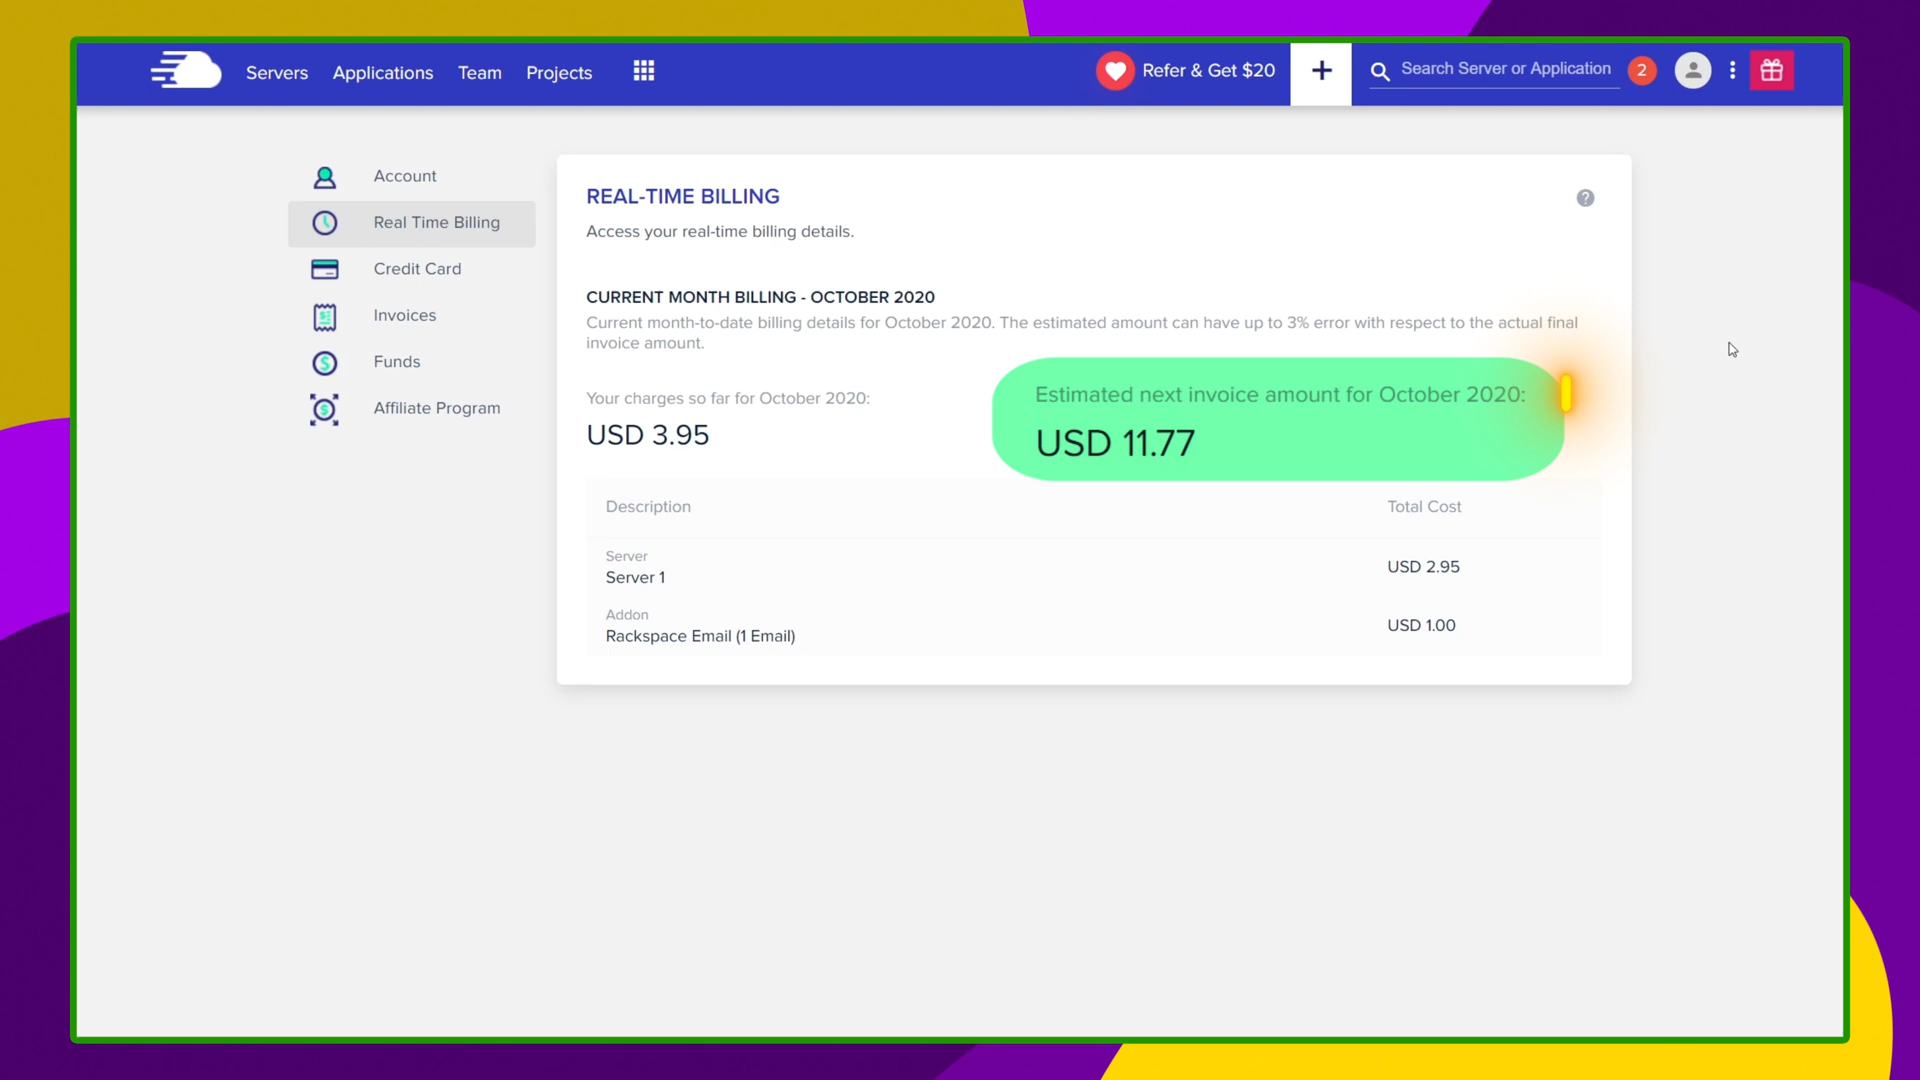 Servers Applications Team Projects
Refer & Get $20
+
Search Server or Application
2
Account
Real Time Billing
Credit Card
Invoices
Funds
Affiliate Program
REAL-TIME BILLING
?
Access your real-time billing details.
CURRENT MONTH BILLING - OCTOBER 2020
Current month-to-date billing details for October 2020. The estimated amount can have up to 3% error with respect to the actual final
invoice amount.
Your charges so far for October 2020:
USD 3.95
Estimated next invoice amount for October 2020:
USD 11.77
Description Total Cost
Server
Server 1
USD 2.95
Addon
Rackspace Email (1 Email)
USD 1.00